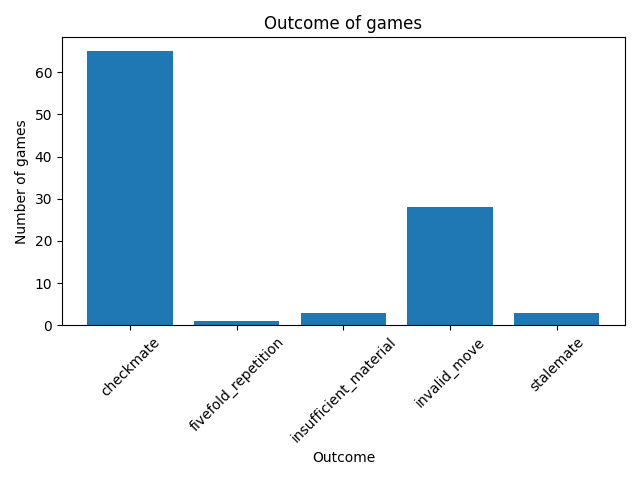 Outcome of games
Number of games
60
50
40
30
20
10
0
checkmate
fivefold_repetition
insufficient_material
invalid_move
stalemate
Outcome